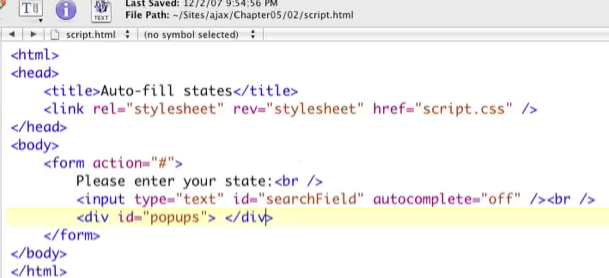 T
i
TEXT
Last Saved: 12/2/07 9:54:56 PM
File Path: ~/Sites/ajax/Chapter05/02/script.html
script.html (no symbol selected)
<html>
<head>
<title>Auto-fill states</title>
<link rel="stylesheet" rev="stylesheet" href="script.css" />
</head>
<body>
<form action="#">
Please enter your state:<br />
<input type="text" id="searchField" autocomplete="off" /><br />
<div id="popups"> </div>
</form>
</body>
</html>